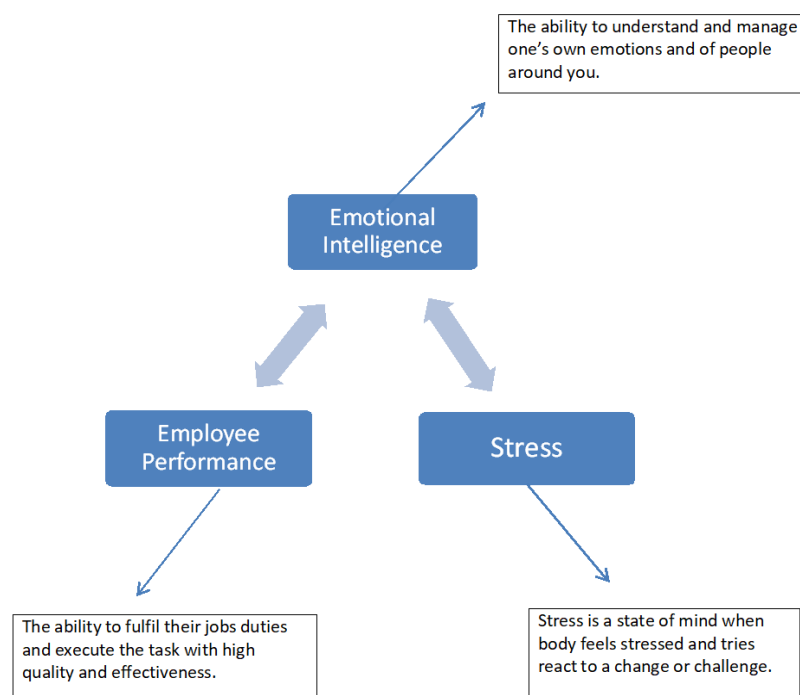 The ability to understand and manage
one’s own emotions and of people
around you.
Emotional
Intelligence
Employee
Performance
Stress
The ability to fulfil their jobs duties
and execute the task with high
quality and effectiveness.
Stress is a state of mind when
body feels stressed and tries
react to a change or challenge.